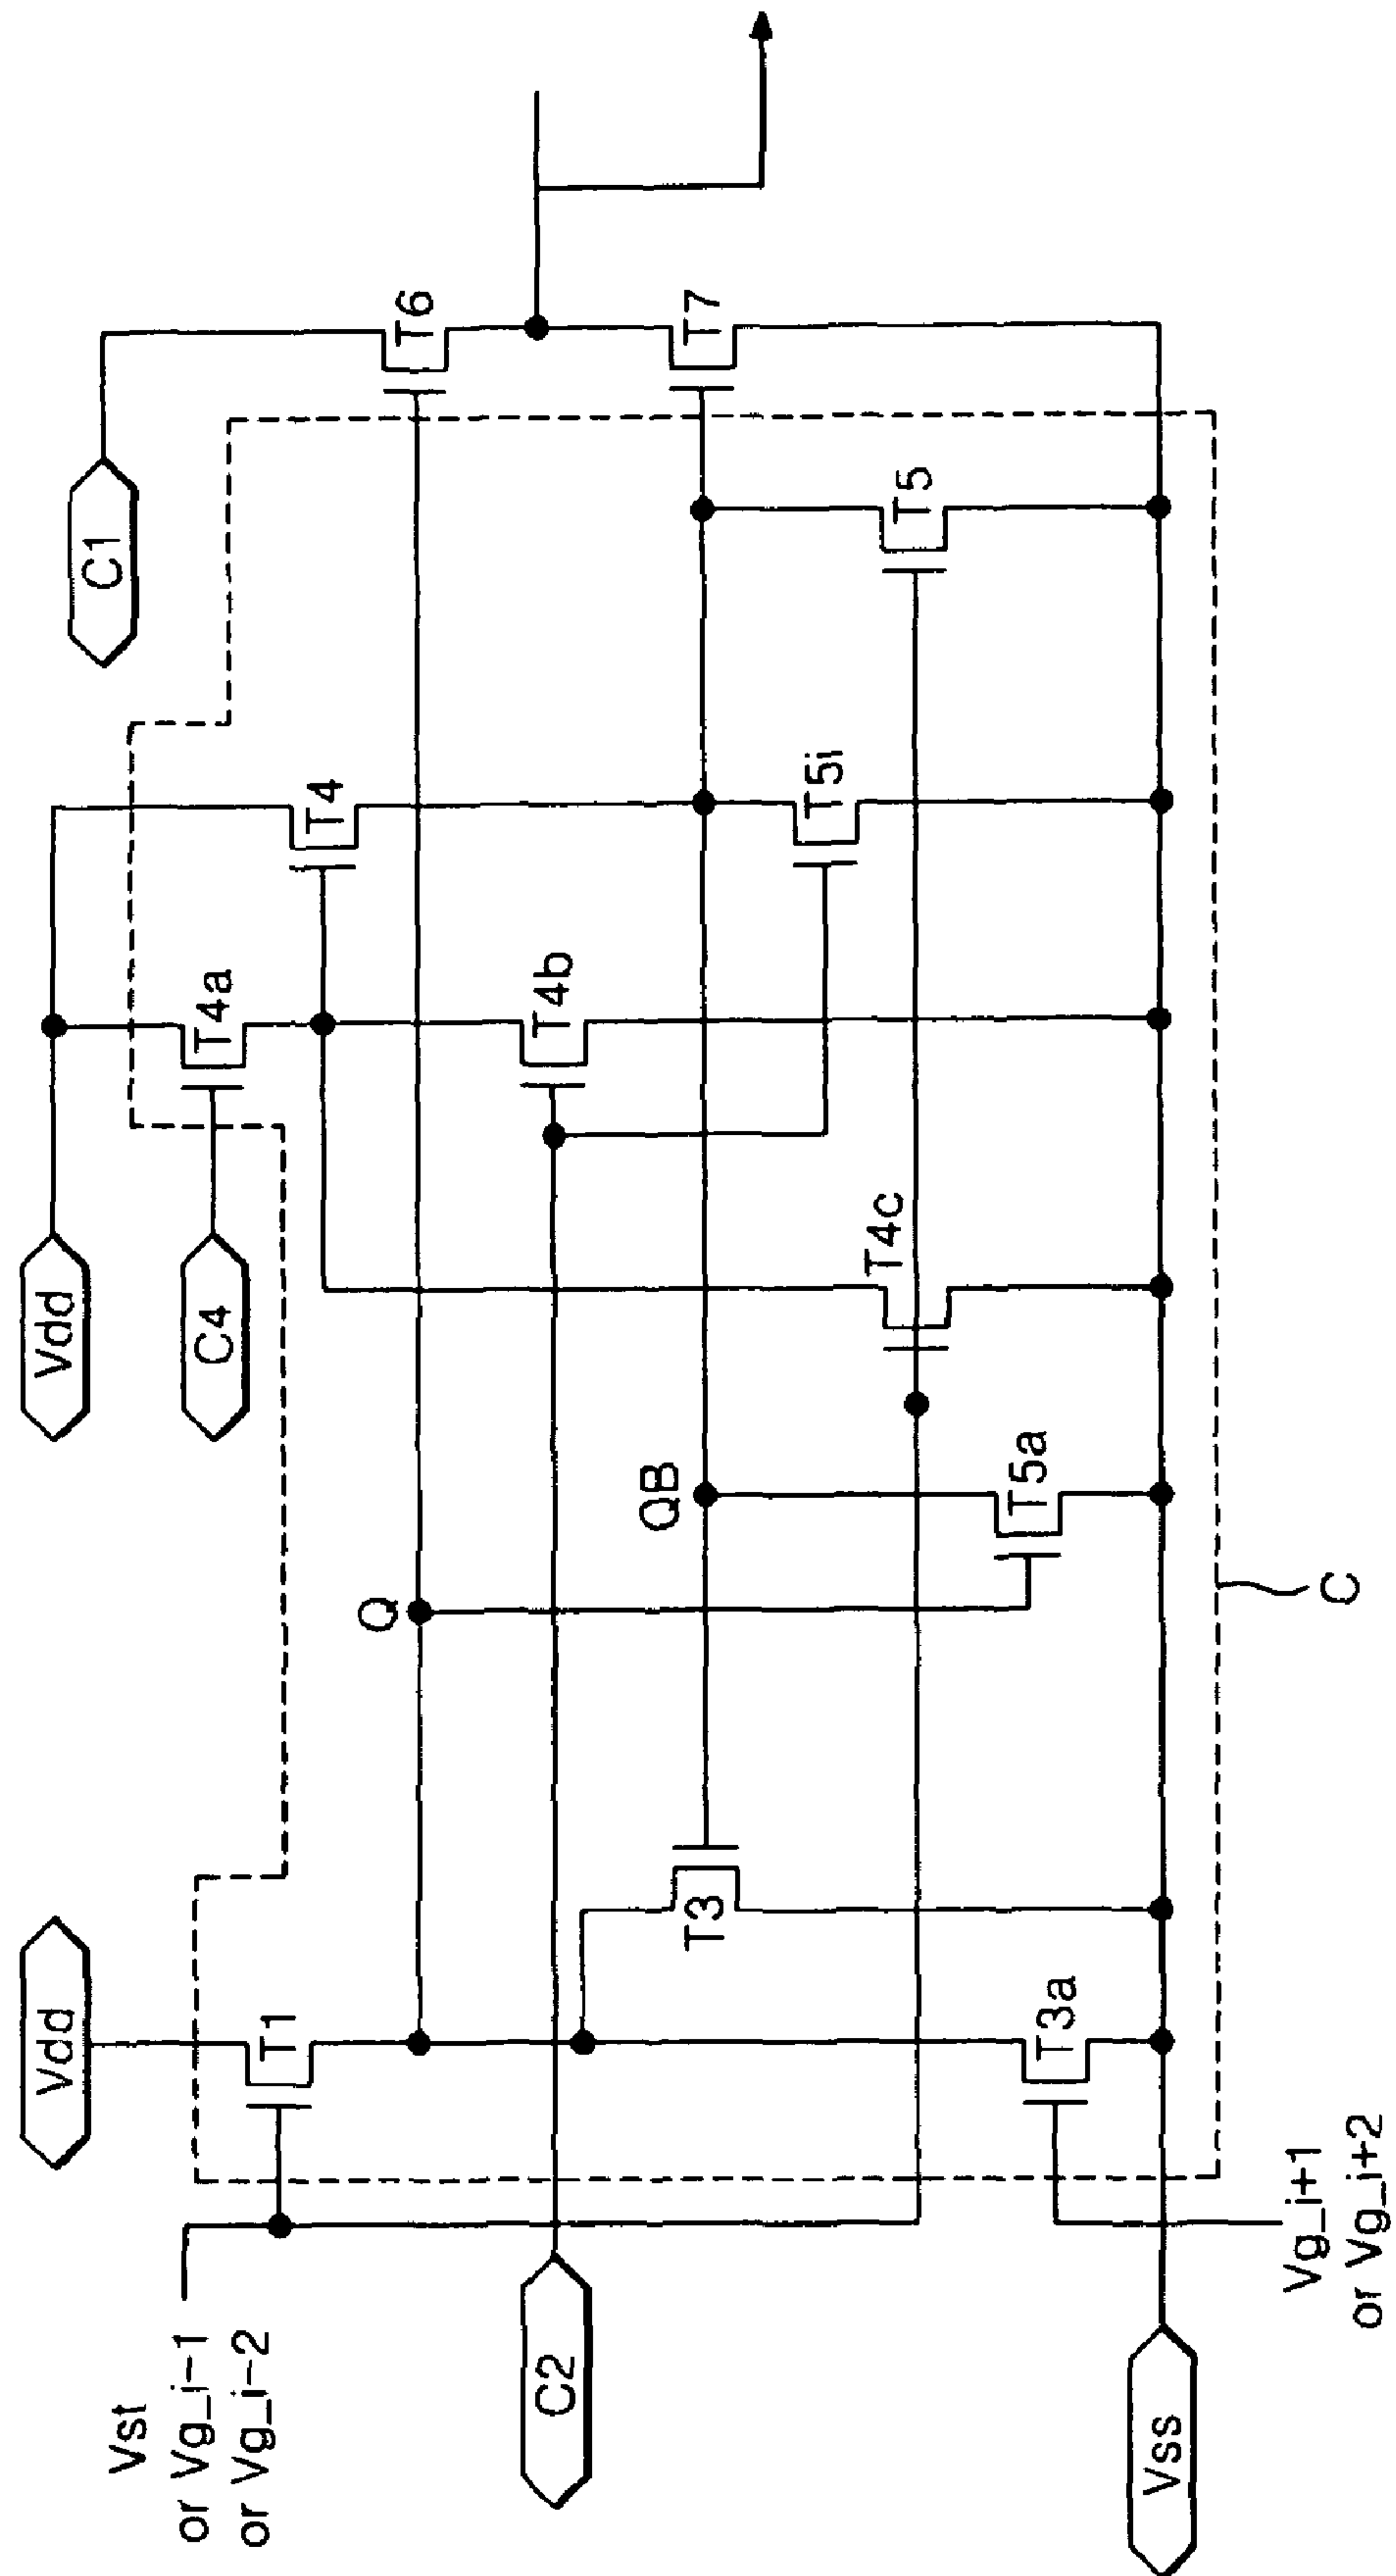 Vdd
Vdd
C1
C4
T1
T4a
T4
T6
Q
Vst
or Vg_i-1
or Vg_i-2
C2
T4b
QB
T3
T7
T5i
T4c
T5
T5a
T3a
Vss
Vg_i+1
or Vg_i+2
C